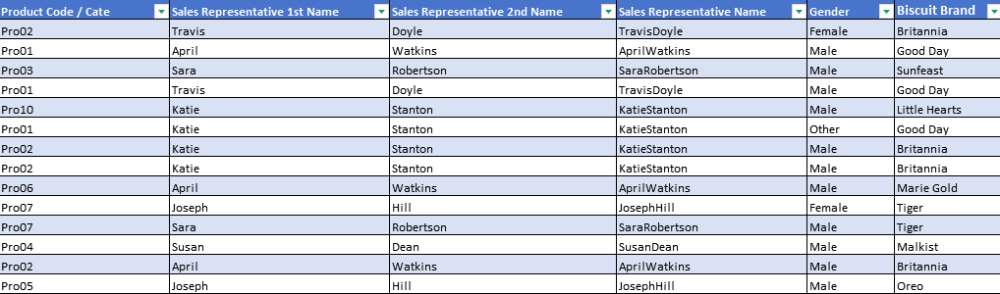 Product Code / Cate Sales Representative 1st Name Sales Representative 2nd Name Sales Representative Name Gender Biscuit Brand
Pro02 Travis Doyle TravisDoyle Female Britannia
Pro01 April Watkins AprilWatkins Male Good Day
Pro03 Sara Robertson SaraRobertson Male Sunfeast
Pro01 Travis Doyle TravisDoyle Male Good Day
Pro10 Katie Stanton KatieStanton Male Little Hearts
Pro01 Katie Stanton KatieStanton Other Good Day
Pro02 Katie Stanton KatieStanton Male Britannia
Pro02 Katie Stanton KatieStanton Male Britannia
Pro06 April Watkins AprilWatkins Male Marie Gold
Pro07 Joseph Hill JosephHill Female Tiger
Pro07 Sara Robertson SaraRobertson Male Tiger
Pro04 Susan Dean SusanDean Male Malkist
Pro02 April Watkins AprilWatkins Male Britannia
Pro05 Joseph Hill JosephHill Male Oreo